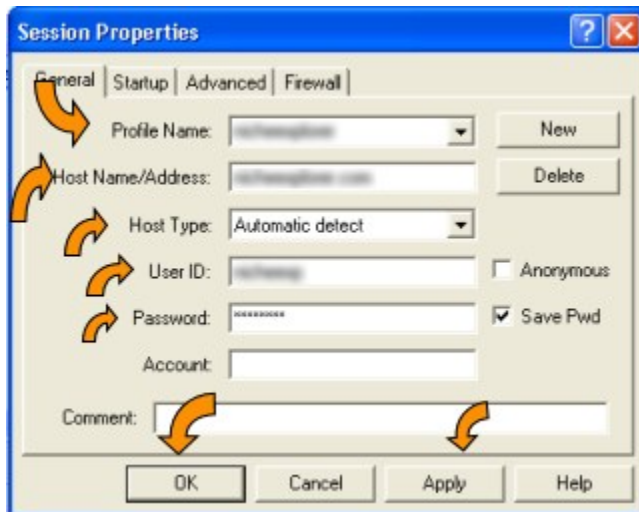 Session Properties
General Startup Advanced Firewall
Profile Name: New
Host Name/Address: Delete
Host Type: Automatic detect
User ID: Anonymous
Password: ******** Save Pwd
Account:
Comment:
OK Cancel Apply Help